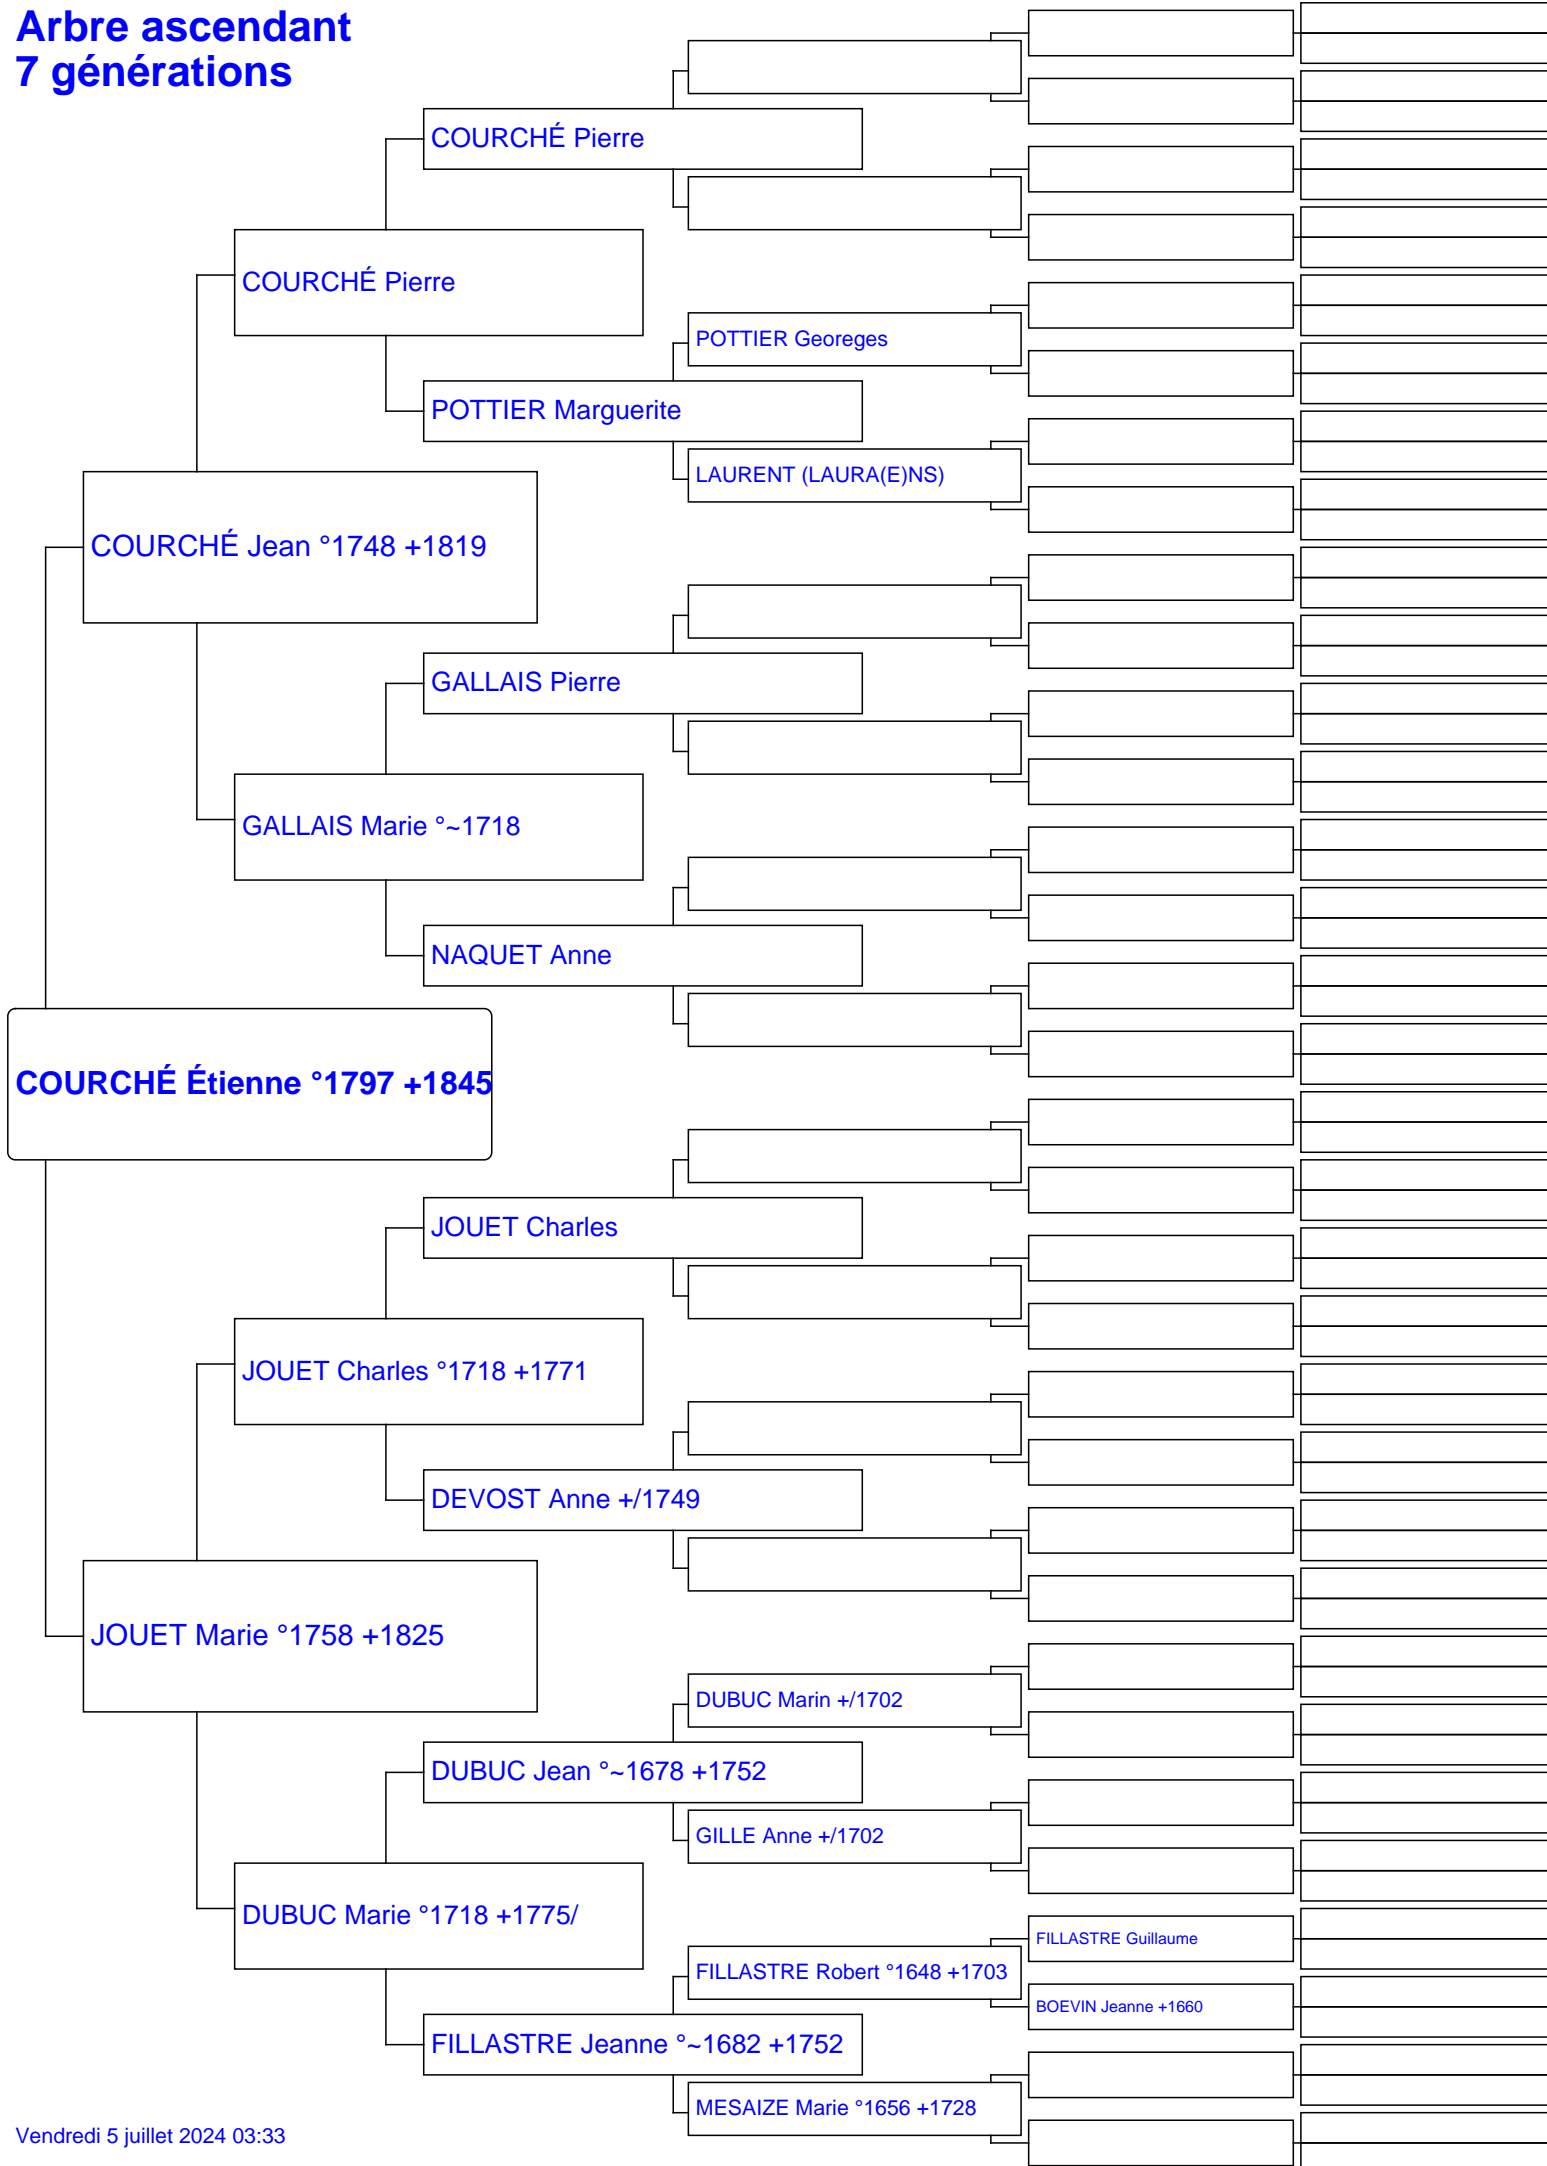 Arbre ascendant
7 générations
COURCHÉ Pierre
COURCHÉ Pierre
POTTIER Georeges
POTTIER Marguerite
LAURENT (LAURA(E)NS)
COURCHÉ Jean °1748 +1819
GALLAIS Pierre
GALLAIS Marie °~1718
NAQUET Anne
COURCHÉ Étienne °1797 +1845
JOUET Charles
JOUET Charles °1718 +1771
DEVOST Anne +/1749
JOUET Marie °1758 +1825
DUBUC Marin +/1702
DUBUC Jean °~1678 +1752
GILLE Anne +/1702
DUBUC Marie °1718 +1775/
FILLASTRE Guillaume
FILLASTRE Robert °1648 +1703
BOEVIN Jeanne +1660
FILLASTRE Jeanne °~1682 +1752
MESAIZE Marie °1656 +1728
Vendredi 5 juillet 2024 03:33